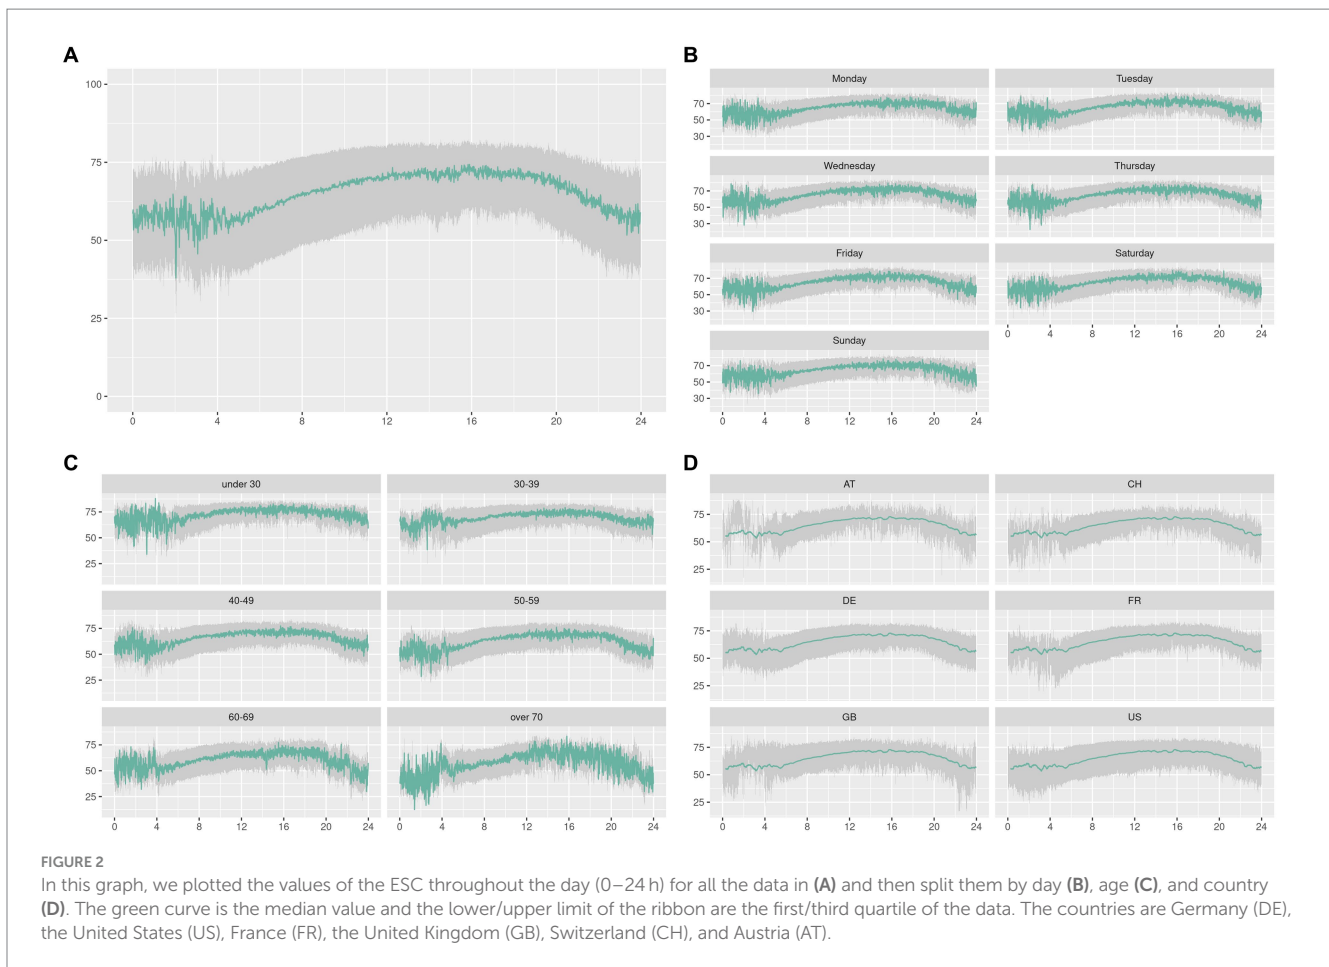 A
100
75
50
25
0
0 4 8 12 16 20 24
B
Monday Tuesday
70
50
30
Wednesday Thursday
70
50
30
Friday Saturday
70
50
30
0 4 8 12 16 20 24
Sunday
70
50
30
0 4 8 12 16 20 24
C
under 30 30-39
75
50
25
40-49 50-59
75
50
25
60-69 over 70
75
50
25
0 4 8 12 16 20 24 0 4 8 12 16 20 24
D
AT CH
75
50
25
DE FR
75
50
25
GB US
75
50
25
0 4 8 12 16 20 24 0 4 8 12 16 20 24
FIGURE 2
In this graph, we plotted the values of the ESC throughout the day (0–24 h) for all the data in (A) and then split them by day (B), age (C), and country
(D). The green curve is the median value and the lower/upper limit of the ribbon are the first/third quartile of the data. The countries are Germany (DE),
the United States (US), France (FR), the United Kingdom (GB), Switzerland (CH), and Austria (AT).